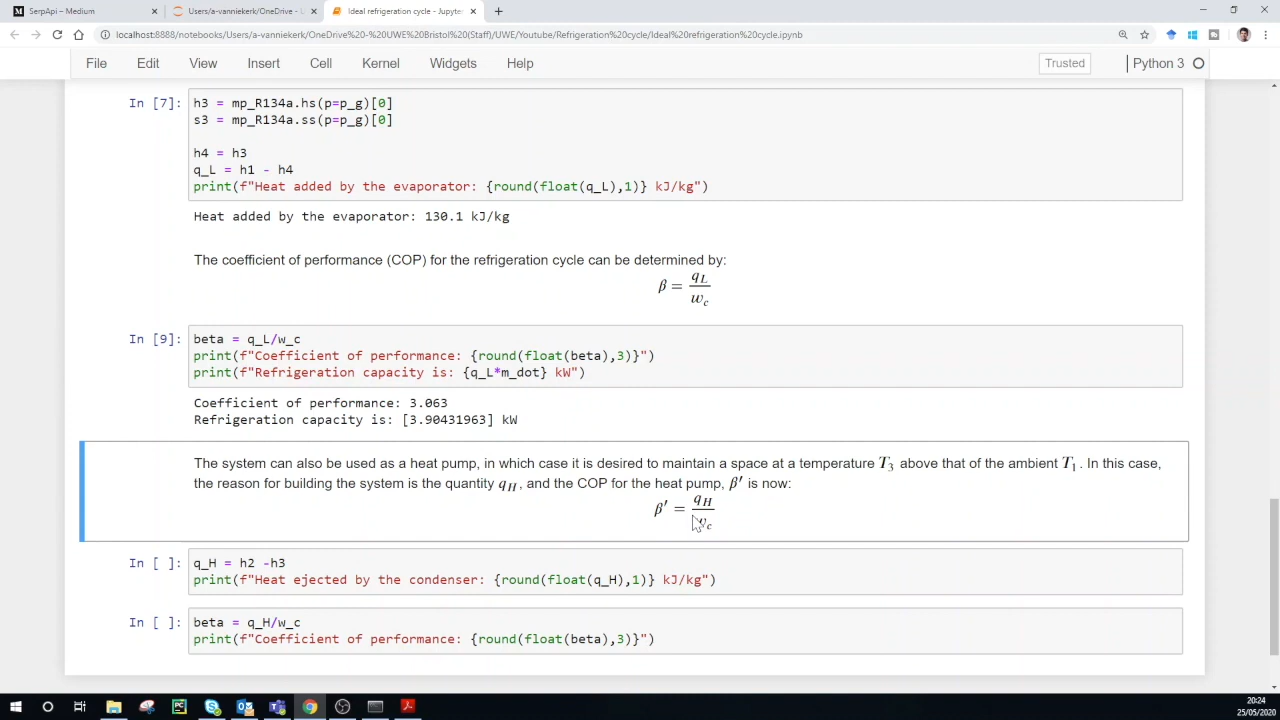 SerpApi - Medium
Users/a-vanniekerk/OneDrive - U
Ideal refrigeration cycle - Jupyter
localhost:8888/notebooks/Users/a-vanniekerk/OneDrive%20-%20UWE%20Bristol%20(Staff)/UWE/Youtube/Refrigeration%20cycle/Ideal%20refrigeration%20cycle.ipynb
File Edit View Insert Cell Kernel Widgets Help Trusted Python 3
In [7]: h3 = mp_R134a.hs(p=p_g)[0]
s3 = mp_R134a.ss(p=p_g)[0]
h4 = h3
q_L = h1 - h4
print(f"Heat added by the evaporator: {round(float(q_L),1)} kJ/kg")
Heat added by the evaporator: 130.1 kJ/kg
The coefficient of performance (COP) for the refrigeration cycle can be determined by:
β = q_L / w_c
In [9]: beta = q_L/w_c
print(f"Coefficient of performance: {round(float(beta),3)}")
print(f"Refrigeration capacity is: {q_L*m_dot} kW")
Coefficient of performance: 3.063
Refrigeration capacity is: [3.90431963] kW
The system can also be used as a heat pump, in which case it is desired to maintain a space at a temperature T₃ above that of the ambient T₁. In this case,
the reason for building the system is the quantity q_H, and the COP for the heat pump, β′ is now:
β′ = q_H / w_c
In [ ]: q_H = h2 -h3
print(f"Heat ejected by the condenser: {round(float(q_H),1)} kJ/kg")
In [ ]: beta = q_H/w_c
print(f"Coefficient of performance: {round(float(beta),3)}")
20:24
25/05/2020